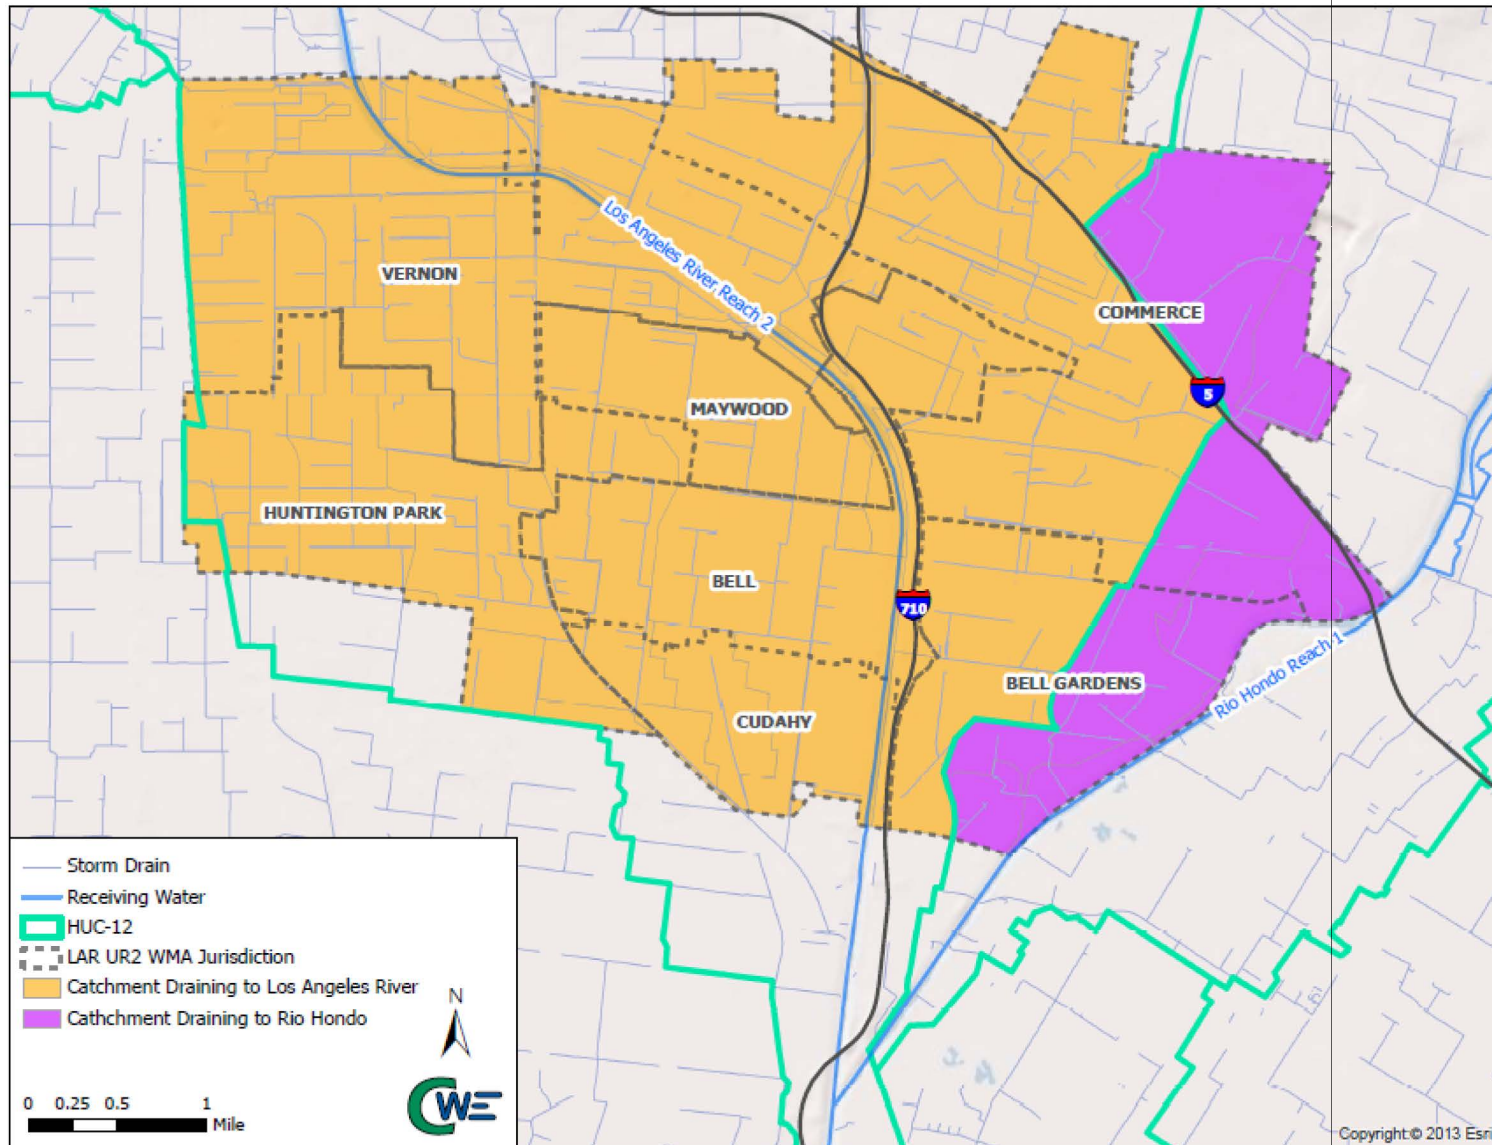 VERNON
Los Angeles River Reach 2
COMMERCE
5
MAYWOOD
HUNTINGTON PARK
BELL
710
BELL GARDENS
Rio Hondo Reach 1
CUDAHY
Storm Drain
Receiving Water
HUC-12
LAR UR2 WMA Jurisdiction
Catchment Draining to Los Angeles River
Cathchment Draining to Rio Hondo
N
0 0.25 0.5 1
Mile
CWE
Copyright:© 2013 Esri